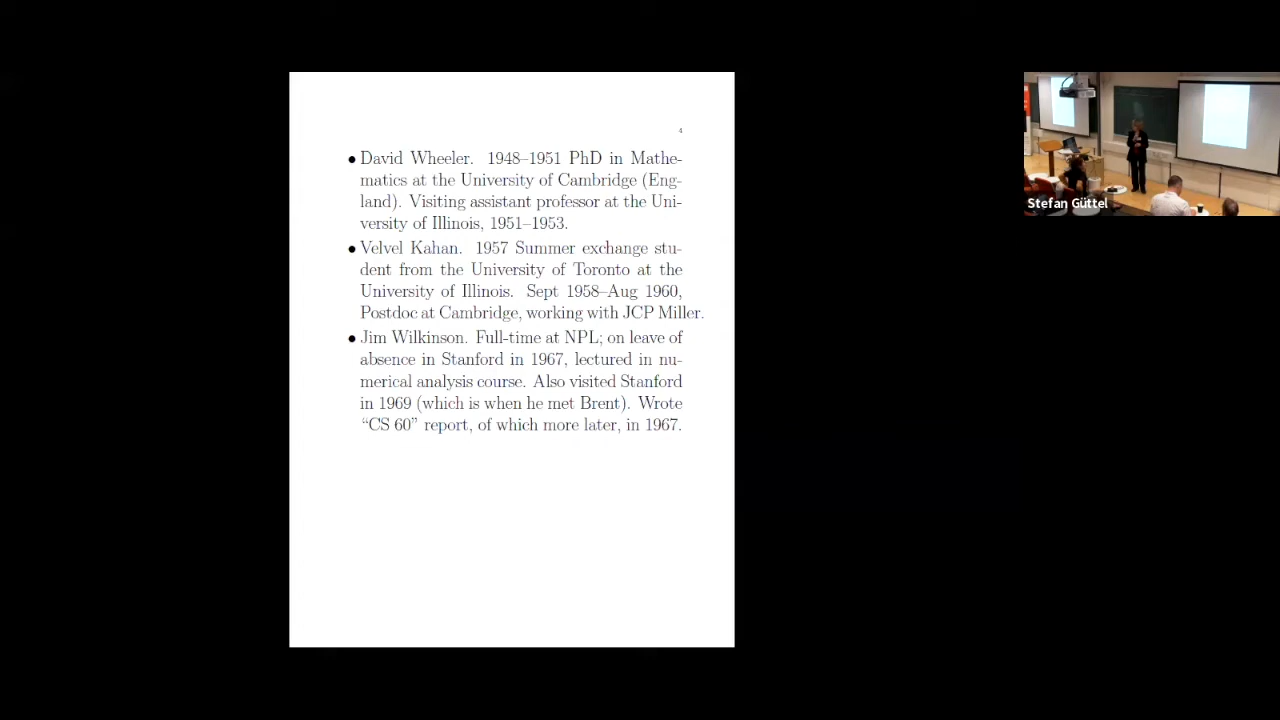 4
• David Wheeler. 1948–1951 PhD in Mathe-
matics at the University of Cambridge (Eng-
land). Visiting assistant professor at the Uni-
versity of Illinois, 1951–1953.
• Velvel Kahan. 1957 Summer exchange stu-
dent from the University of Toronto at the
University of Illinois. Sept 1958–Aug 1960,
Postdoc at Cambridge, working with JCP Miller.
• Jim Wilkinson. Full-time at NPL; on leave of
absence in Stanford in 1967, lectured in nu-
merical analysis course. Also visited Stanford
in 1969 (which is when he met Brent). Wrote
“CS 60” report, of which more later, in 1967.
Stefan Güttel